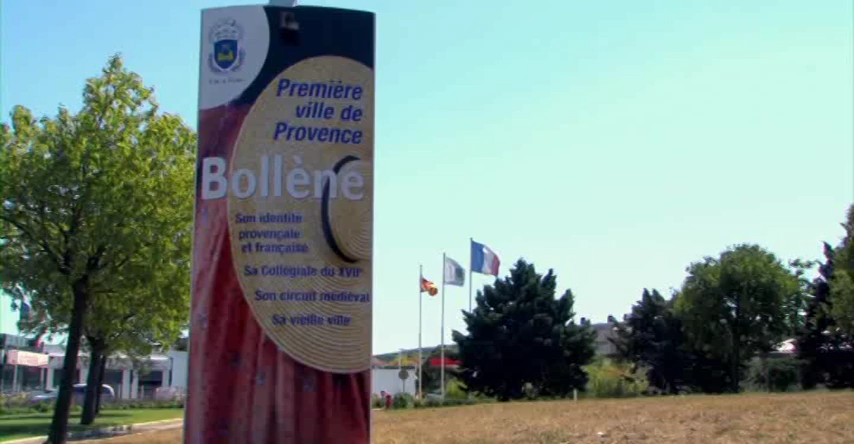 Première
ville de
Provence
Bollène
Son identité
provençale
et française
Sa Collégiale du XVIIe
Son circuit médiéval
Sa vieille ville